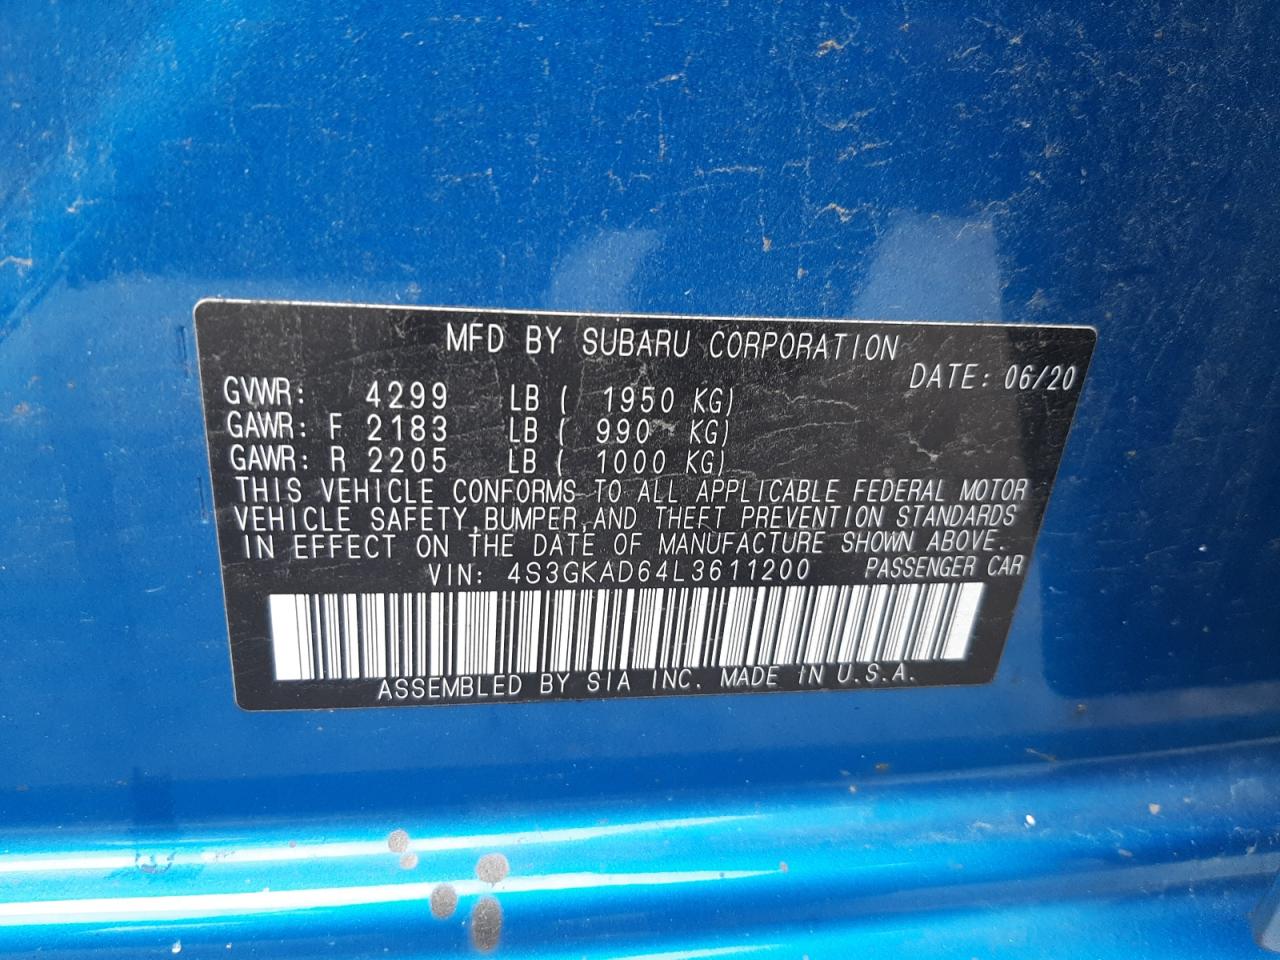 MFD BY SUBARU CORPORATION
DATE: 06/20
GVWR: 4299 LB ( 1950 KG)
GAWR: F 2183 LB ( 990 KG)
GAWR: R 2205 LB ( 1000 KG)
THIS VEHICLE CONFORMS TO ALL APPLICABLE FEDERAL MOTOR
VEHICLE SAFETY,BUMPER,AND THEFT PREVENTION STANDARDS
IN EFFECT ON THE DATE OF MANUFACTURE SHOWN ABOVE.
VIN: 4S3GKAD64L3611200 PASSENGER CAR
ASSEMBLED BY SIA INC. MADE IN U.S.A.